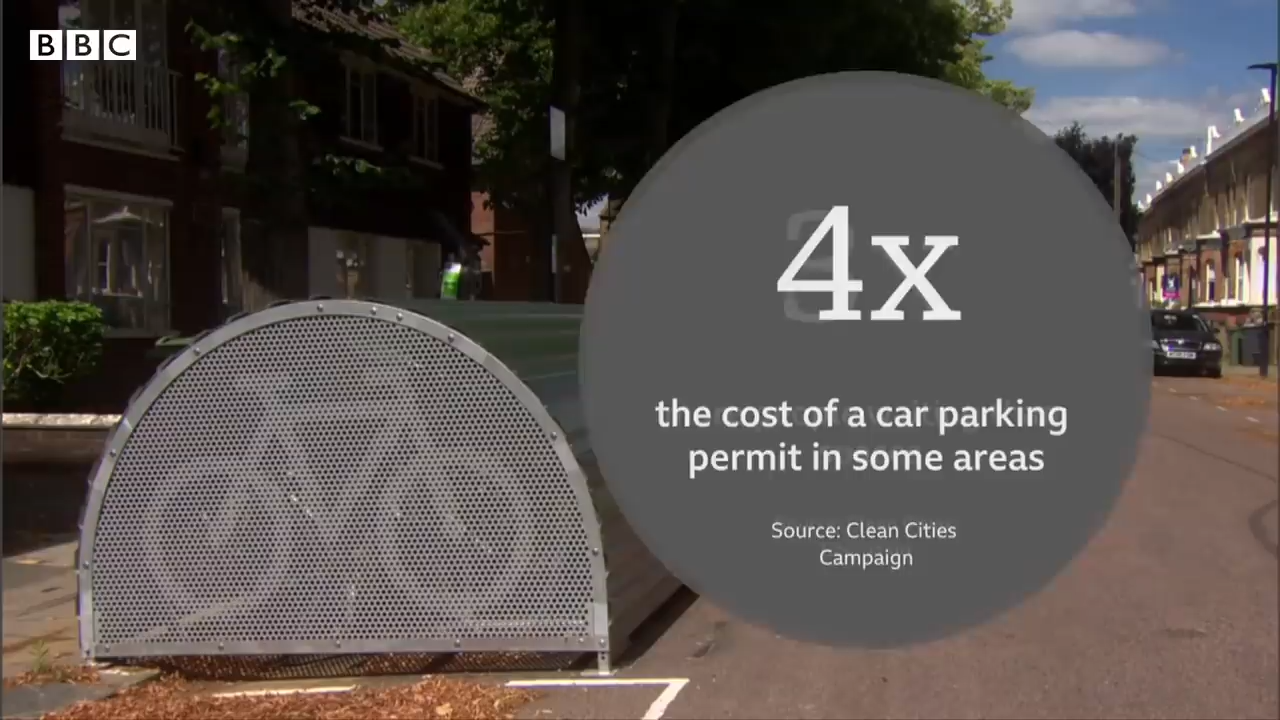 BBC
4x
the cost of a car parking
permit in some areas
Source: Clean Cities
Campaign